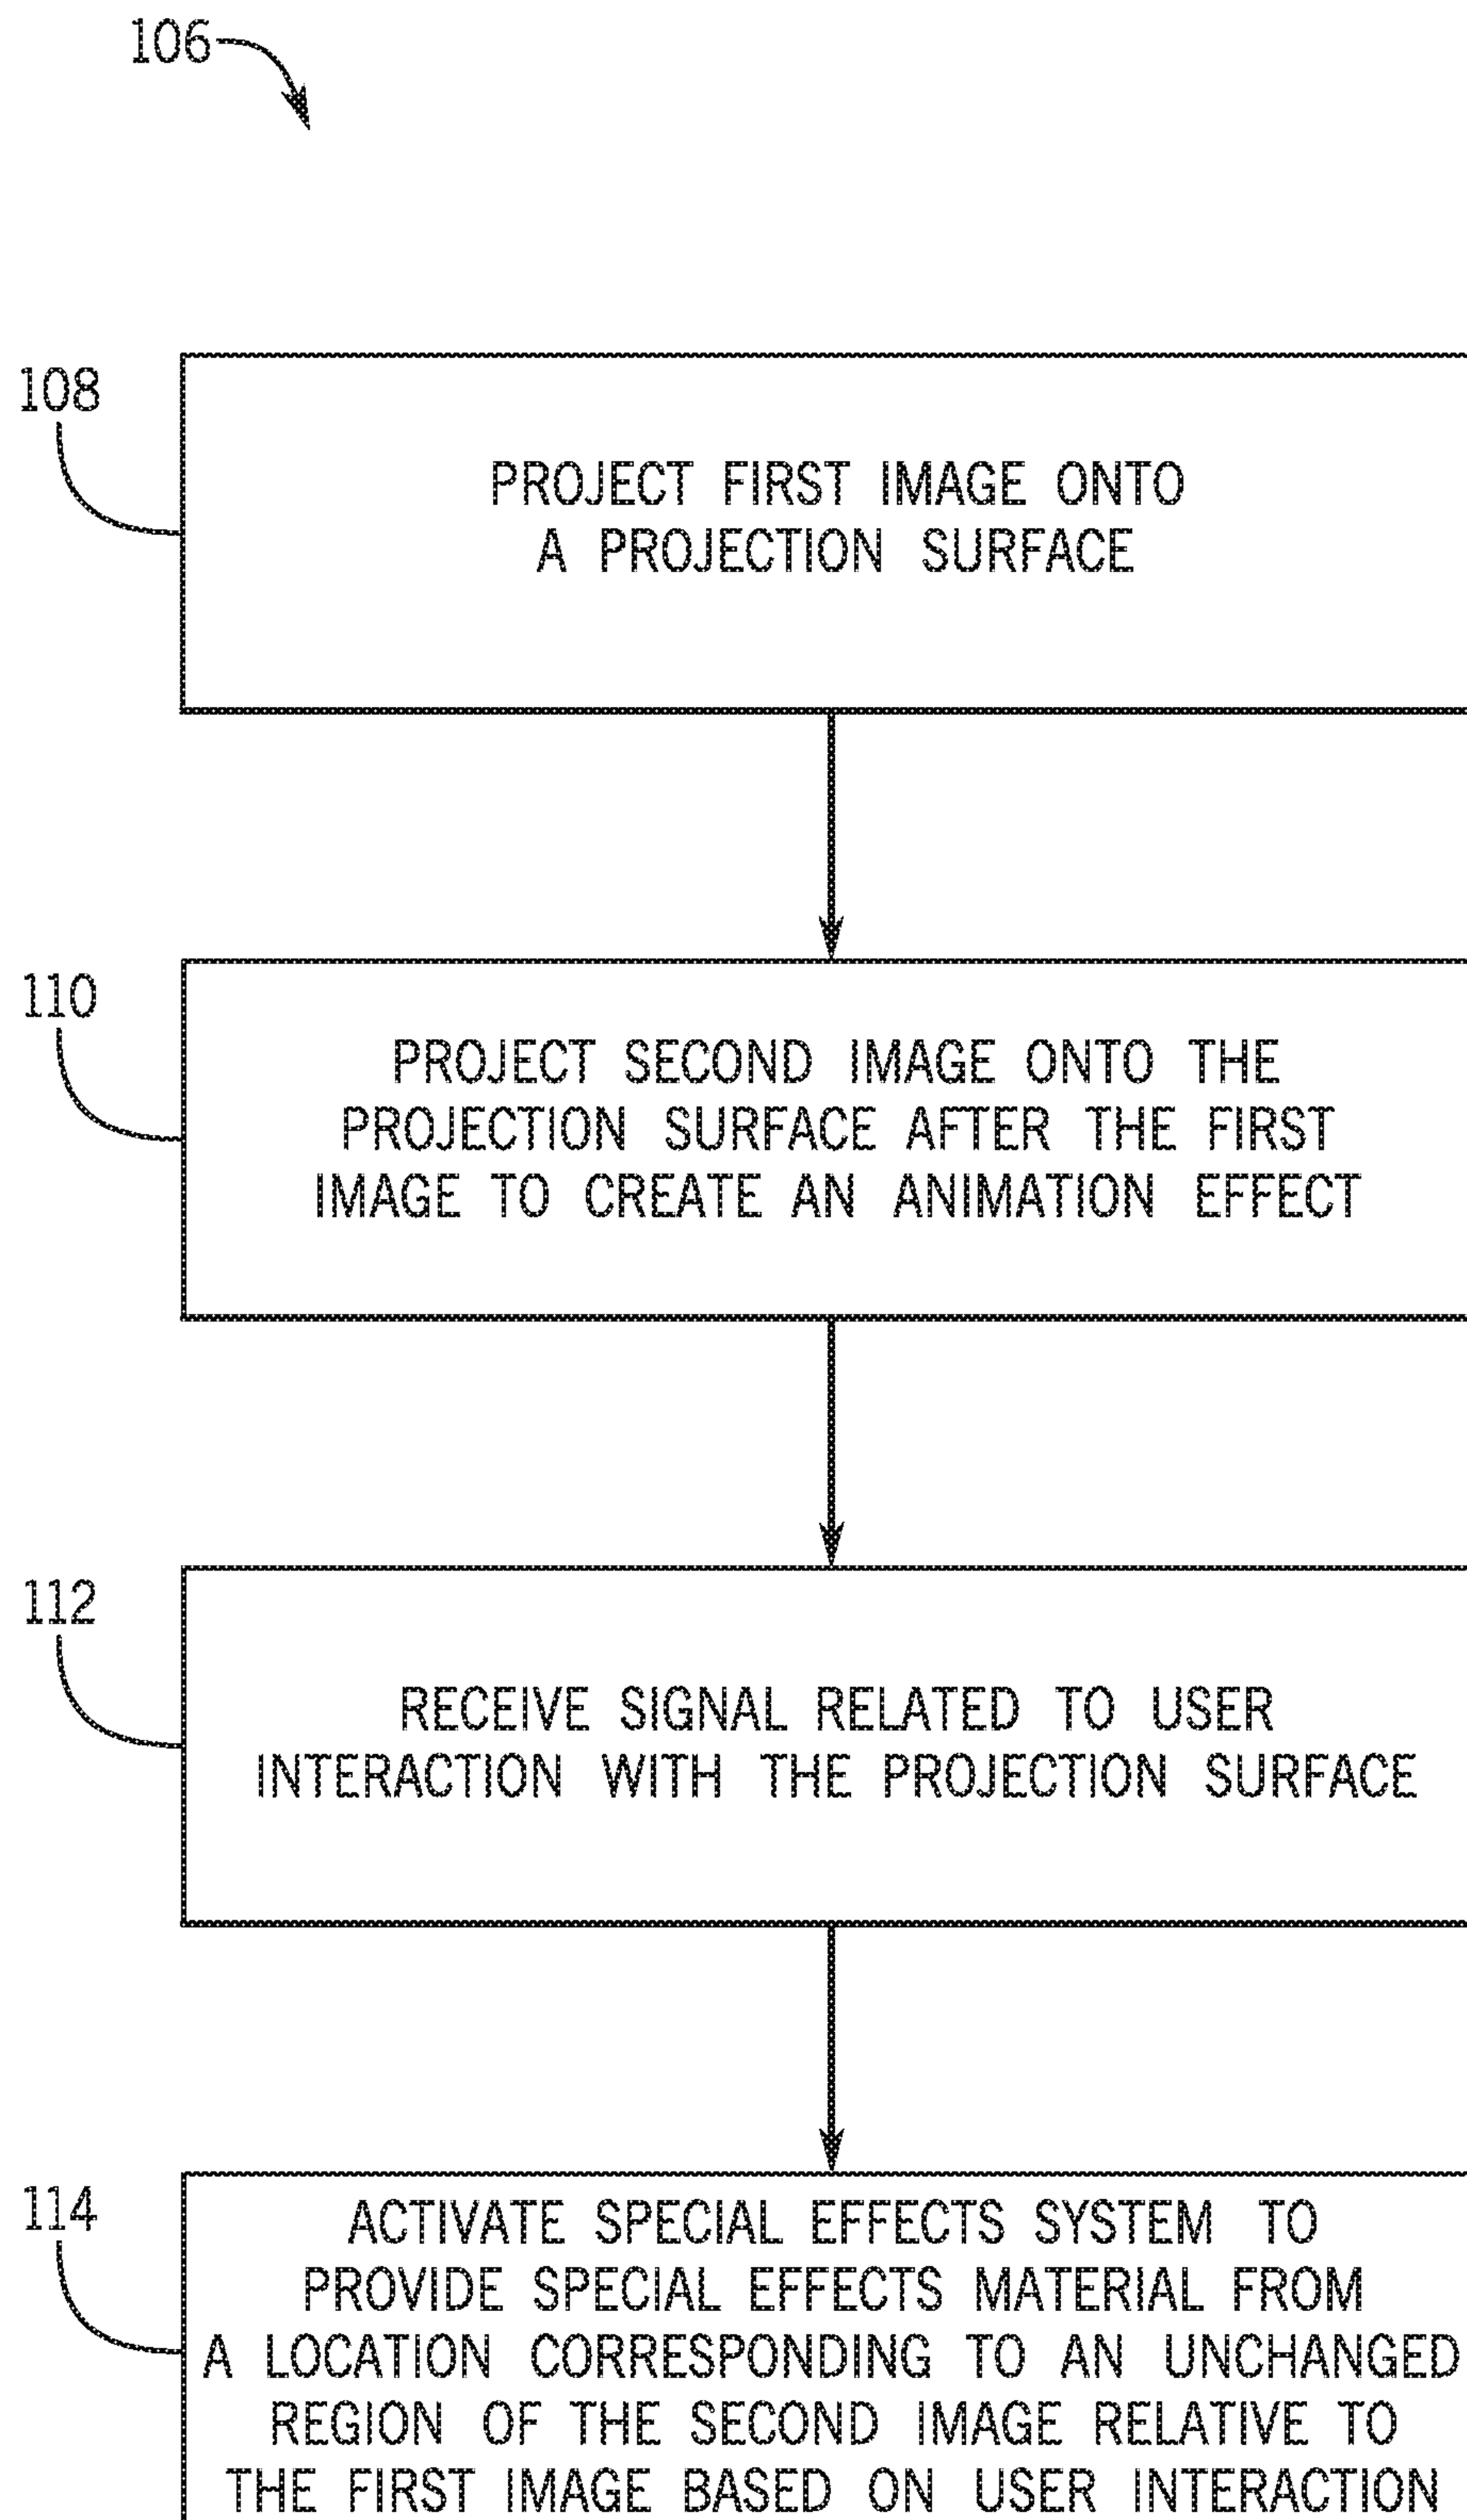 106
108
PROJECT FIRST IMAGE ONTO
A PROJECTION SURFACE
110
PROJECT SECOND IMAGE ONTO THE
PROJECTION SURFACE AFTER THE FIRST
IMAGE TO CREATE AN ANIMATION EFFECT
112
RECEIVE SIGNAL RELATED TO USER
INTERACTION WITH THE PROJECTION SURFACE
114
ACTIVATE SPECIAL EFFECTS SYSTEM TO
PROVIDE SPECIAL EFFECTS MATERIAL FROM
A LOCATION CORRESPONDING TO AN UNCHANGED
REGION OF THE SECOND IMAGE RELATIVE TO
THE FIRST IMAGE BASED ON USER INTERACTION